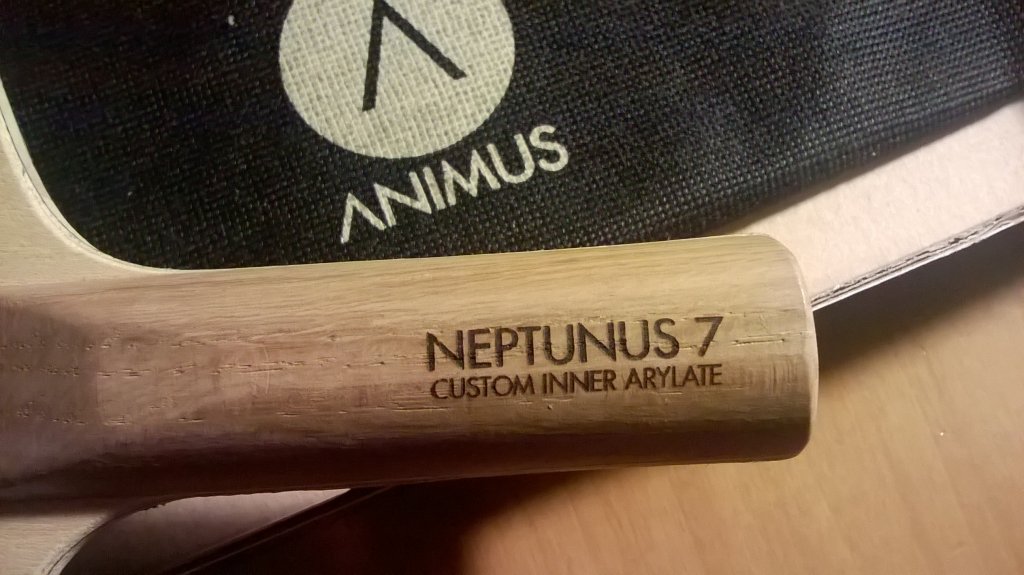 ANIMUS
NEPTUNUS 7
CUSTOM INNER ARYLATE